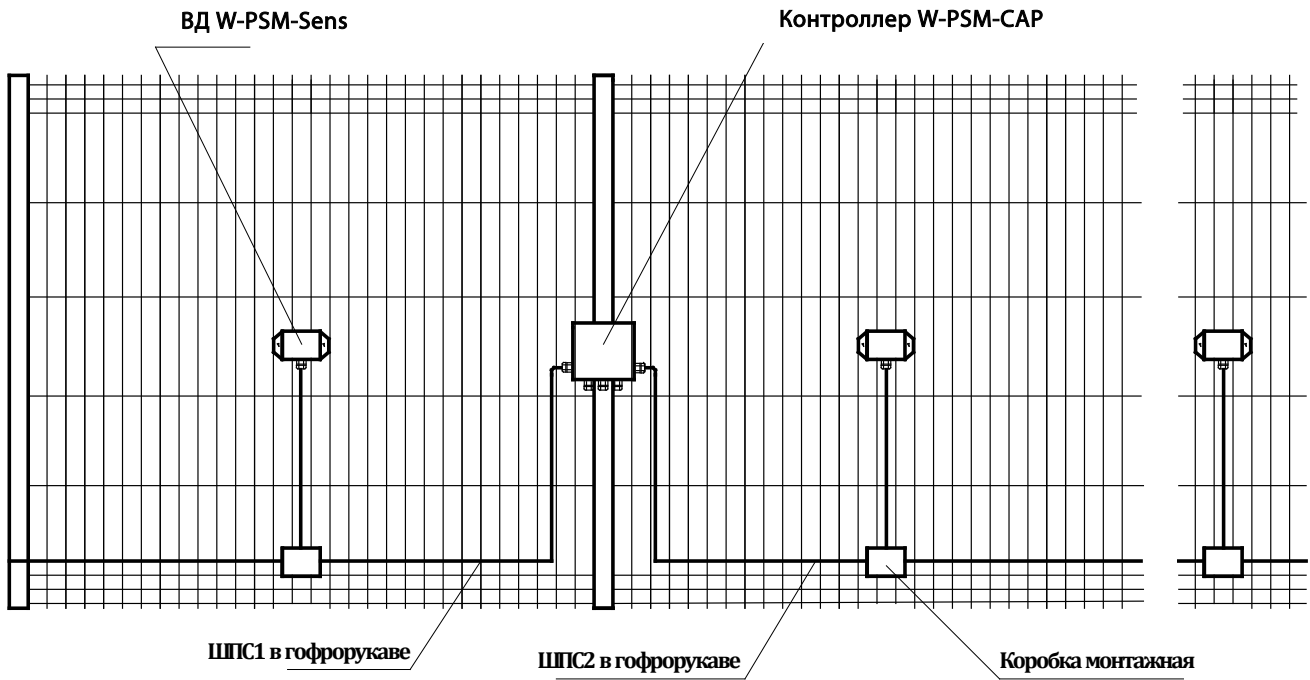 ВД W-PSM-Sens
Контроллер W-PSM-CAP
ШПС1 в гофрорукаве
ШПС2 в гофрорукаве
Коробка монтажная